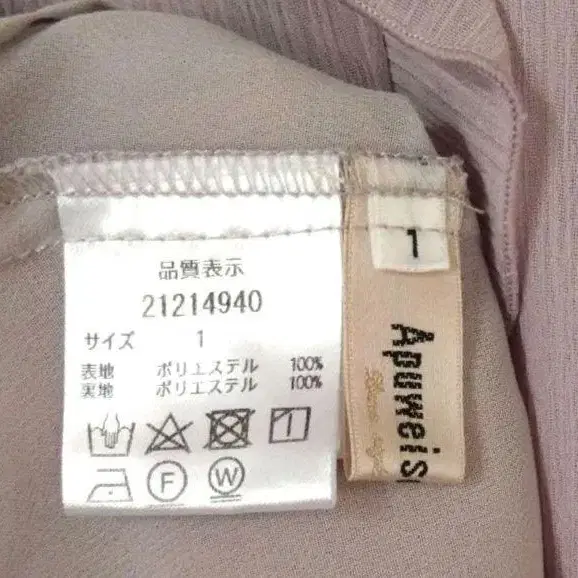 品質表示
21214940
サイズ 1
表地 ポリエステル 100%
裏地 ポリエステル 100%
F W
1
Apuweis